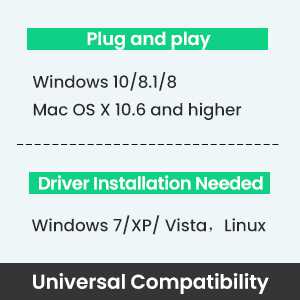 Plug and play
Windows 10/8.1/8
Mac OS X 10.6 and higher
Driver Installation Needed
Windows 7/XP/ Vista，Linux
Universal Compatibility